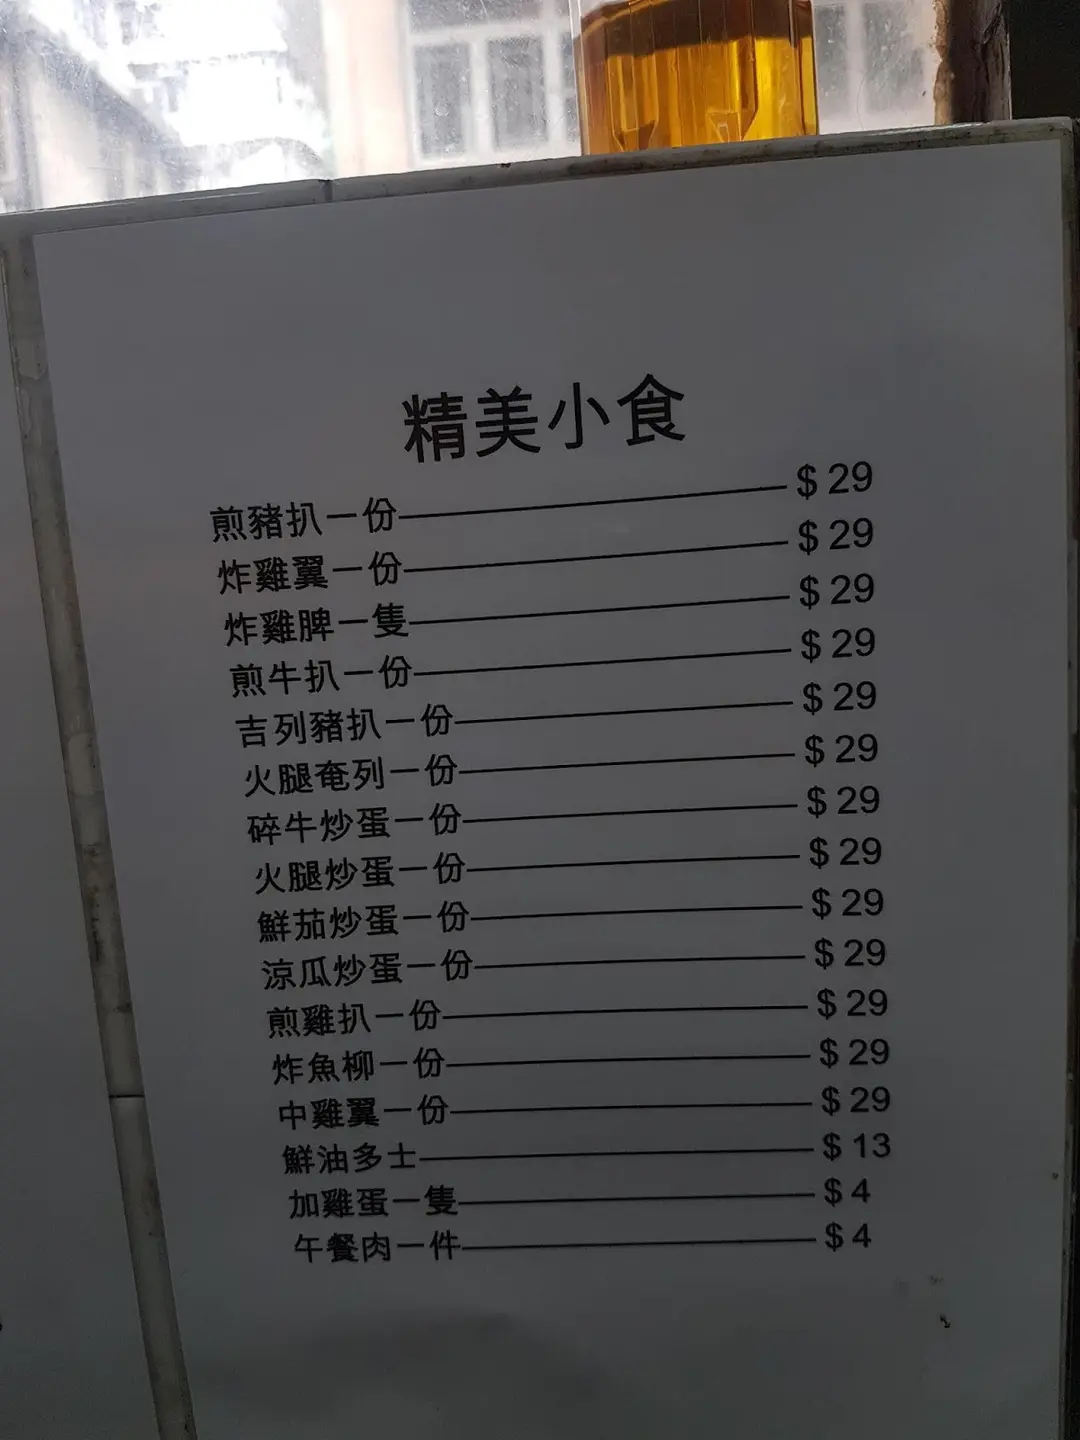 精美小食
煎豬扒一份 $ 29
炸雞翼一份 $ 29
炸雞脾一隻 $ 29
煎牛扒一份 $ 29
吉列豬扒一份 $ 29
火腿奄列一份 $ 29
碎牛炒蛋一份 $ 29
火腿炒蛋一份 $ 29
鮮茄炒蛋一份 $ 29
涼瓜炒蛋一份 $ 29
煎雞扒一份 $ 29
炸魚柳一份 $ 29
中雞翼一份 $ 29
鮮油多士 $ 13
加雞蛋一隻 $ 4
午餐肉一件 $ 4